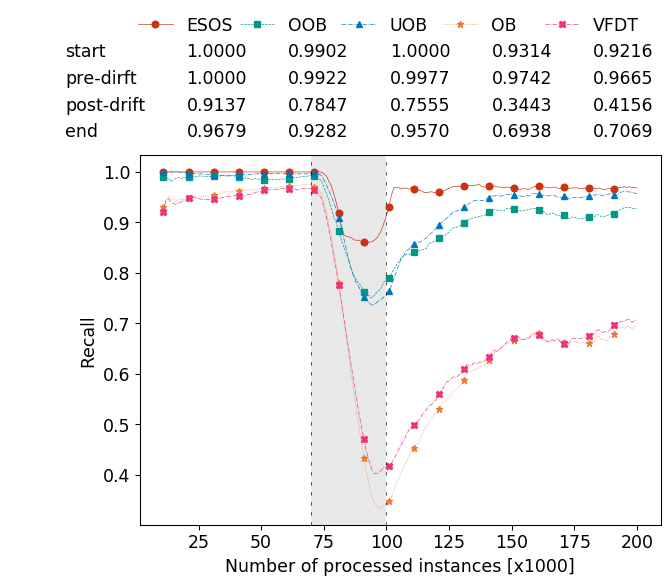 ESOS OOB UOB OB VFDT
start 1.0000 0.9902 1.0000 0.9314 0.9216
pre-dirft 1.0000 0.9922 0.9977 0.9742 0.9665
post-drift 0.9137 0.7847 0.7555 0.3443 0.4156
end 0.9679 0.9282 0.9570 0.6938 0.7069
1.0
0.9
0.8
0.7
0.6
0.5
0.4
Recall
25 50 75 100 125 150 175 200
Number of processed instances [x1000]